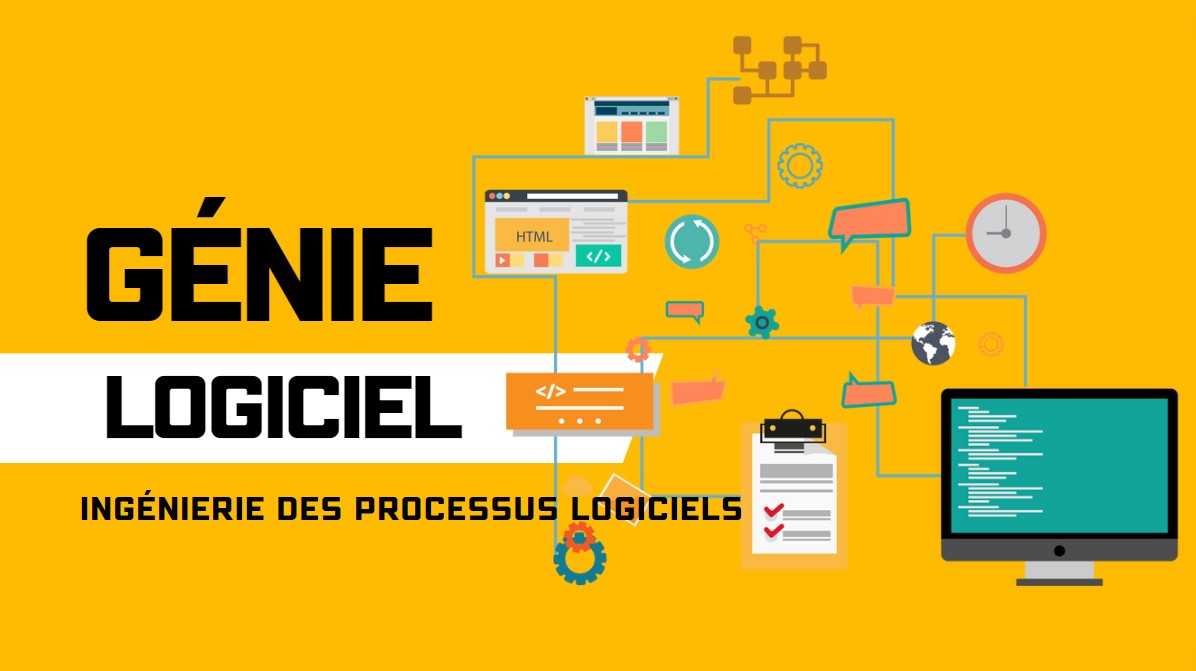 GÉNIE
LOGICIEL
INGÉNIERIE DES PROCESSUS LOGICIELS
HTML
</>
</>